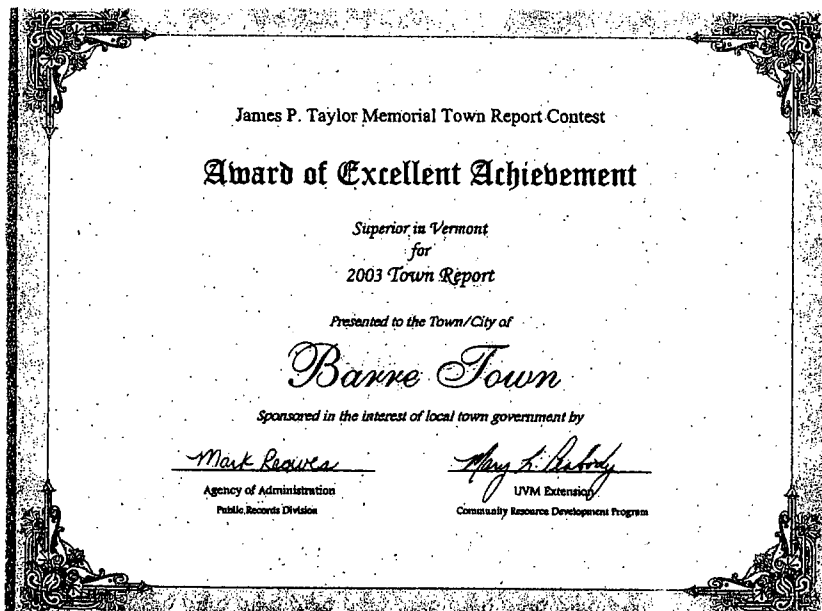 James P. Taylor Memorial Town Report Contest
Award of Excellent Achievement
Superior in Vermont
for
2003 Town Report
Presented to the Town/City of
Barre Town
Sponsored in the interest of local town government by
Mark Reaves Mary L. Peabody
Agency of Administration UVM Extension
Public Records Division Community Resource Development Program